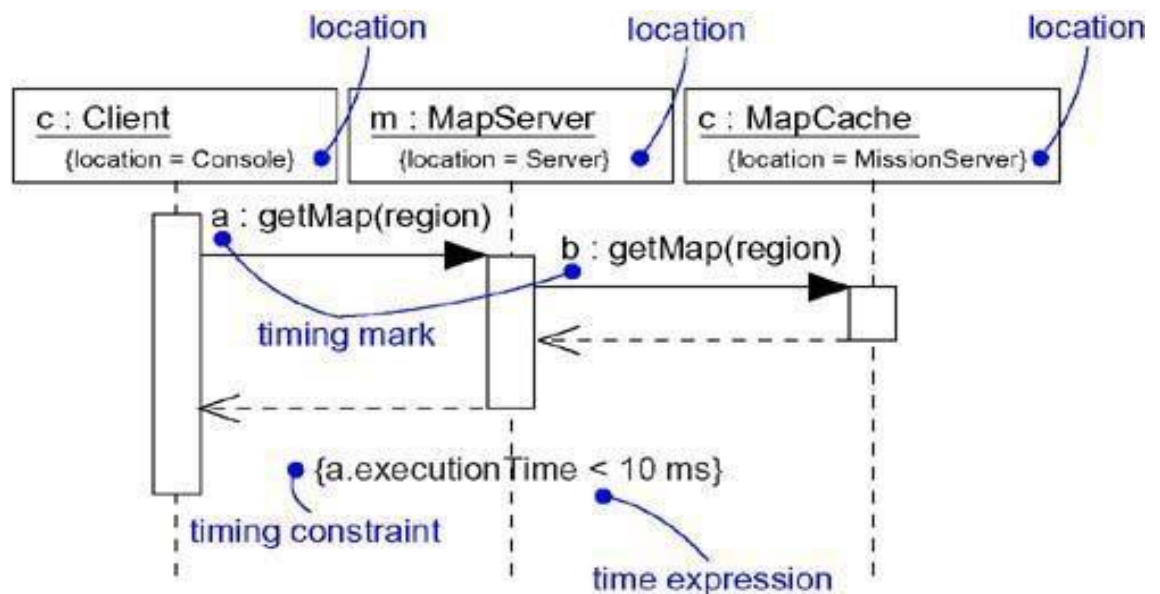 location
location
location
c : Client
{location = Console}
m : MapServer
{location = Server}
c : MapCache
{location = MissionServer}
a : getMap(region)
b : getMap(region)
timing mark
{a.executionTime < 10 ms}
timing constraint
time expression